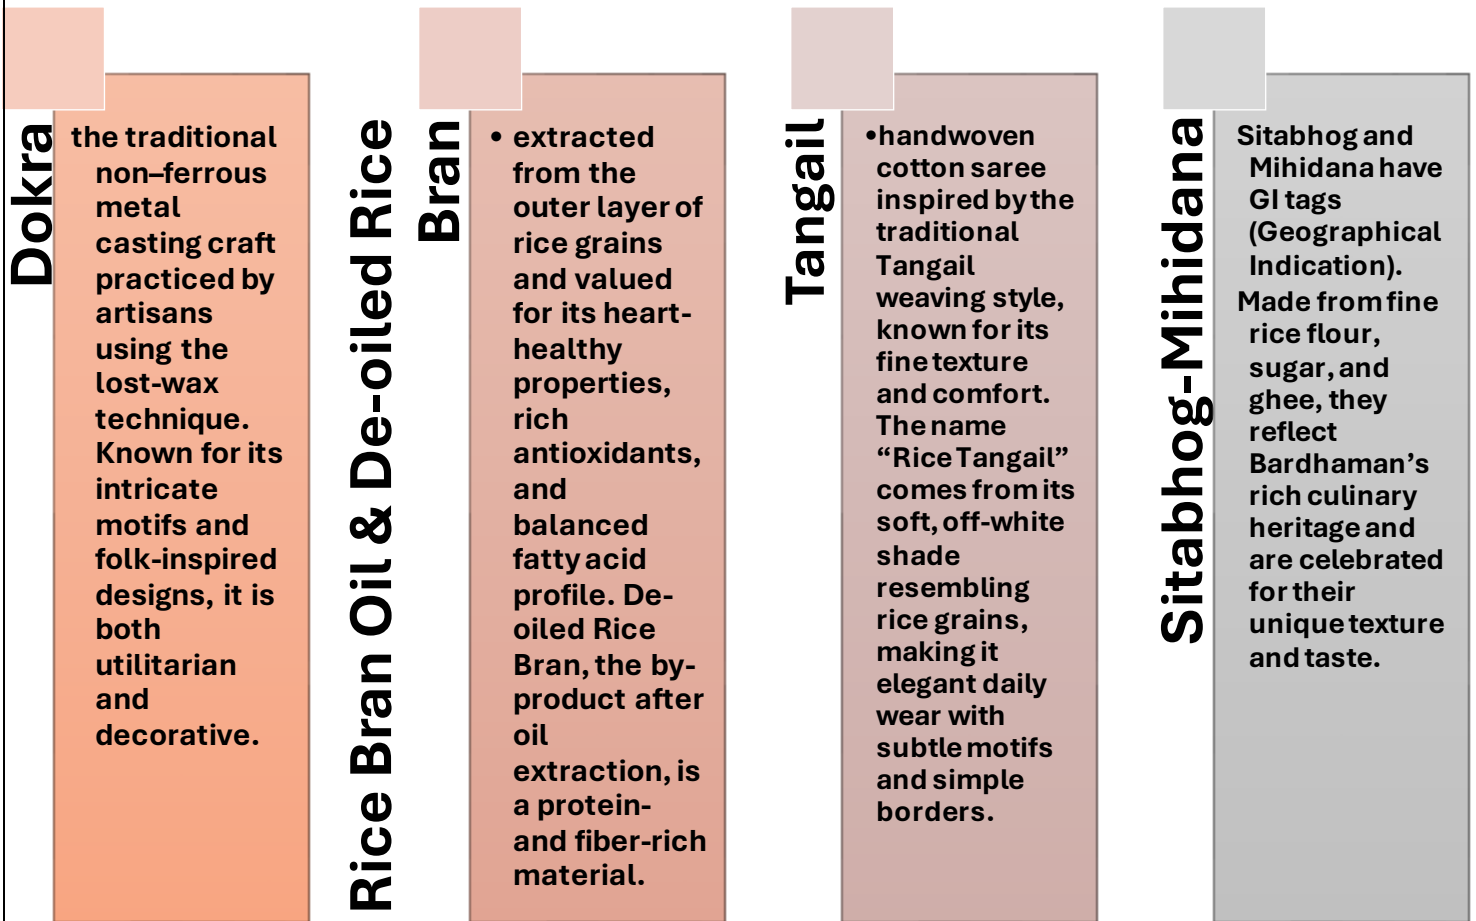 Dokra
the traditional
non–ferrous
metal
casting craft
practiced by
artisans
using the
lost-wax
technique.
Known for its
intricate
motifs and
folk-inspired
designs, it is
both
utilitarian
and
decorative.
Rice Bran Oil & De-oiled Rice
Bran
• extracted
from the
outer layer of
rice grains
and valued
for its heart-
healthy
properties,
rich
antioxidants,
and
balanced
fatty acid
profile. De-
oiled Rice
Bran, the by-
product after
oil
extraction, is
a protein-
and fiber-rich
material.
Tangail
•handwoven
cotton saree
inspired by the
traditional
Tangail
weaving style,
known for its
fine texture
and comfort.
The name
“Rice Tangail”
comes from its
soft, off-white
shade
resembling
rice grains,
making it
elegant daily
wear with
subtle motifs
and simple
borders.
Sitabhog-Mihidana
Sitabhog and
Mihidana have
GI tags
(Geographical
Indication).
Made from fine
rice flour,
sugar, and
ghee, they
reflect
Bardhaman’s
rich culinary
heritage and
are celebrated
for their
unique texture
and taste.